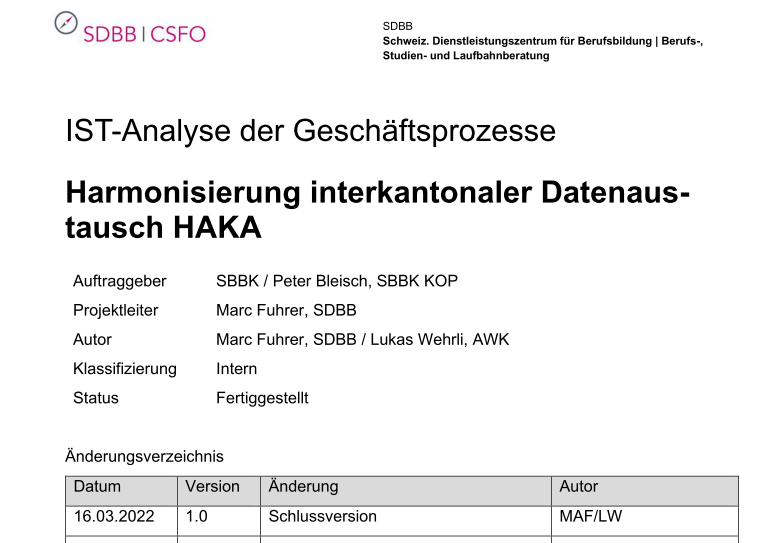 SDBB | CSFO
SDBB
Schweiz. Dienstleistungszentrum für Berufsbildung | Berufs-,
Studien- und Laufbahnberatung
IST-Analyse der Geschäftsprozesse
Harmonisierung interkantonaler Datenaus-
tausch HAKA
Auftraggeber SBBK / Peter Bleisch, SBBK KOP
Projektleiter Marc Fuhrer, SDBB
Autor Marc Fuhrer, SDBB / Lukas Wehrli, AWK
Klassifizierung Intern
Status Fertiggestellt
Änderungsverzeichnis
Datum Version Änderung Autor
16.03.2022 1.0 Schlussversion MAF/LW